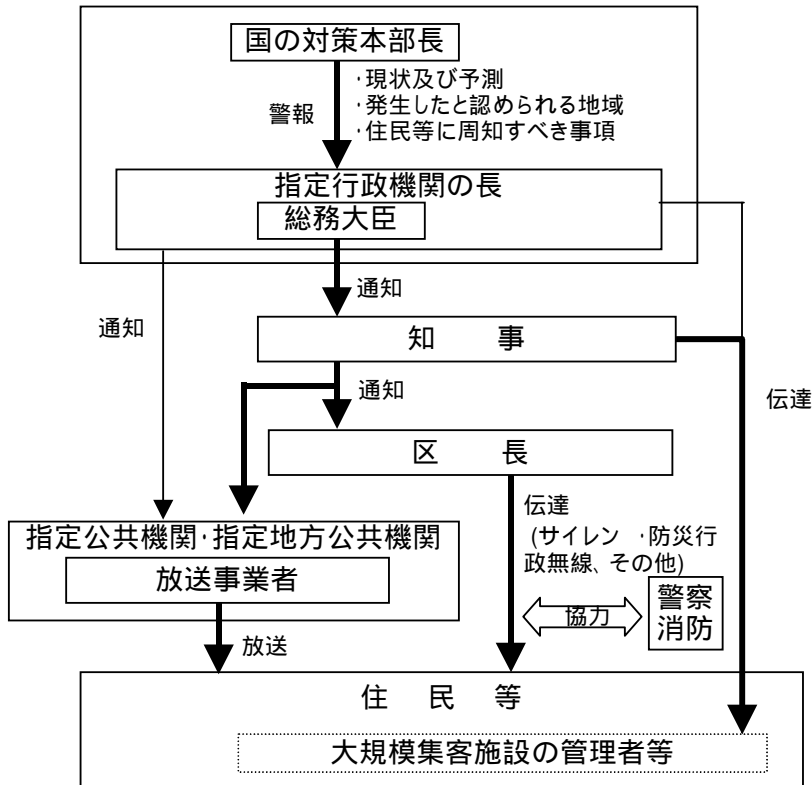 国の対策本部長
・現状及び予測
・発生したと認められる地域
・住民等に周知すべき事項
警報
指定行政機関の長
総務大臣
通知
通知
知　　事
通知
伝達
区　　長
伝達
(サイレン ・防災行
政無線、その他)
指定公共機関・指定地方公共機関
放送事業者
協力
警察
消防
放送
住　民　等
大規模集客施設の管理者等